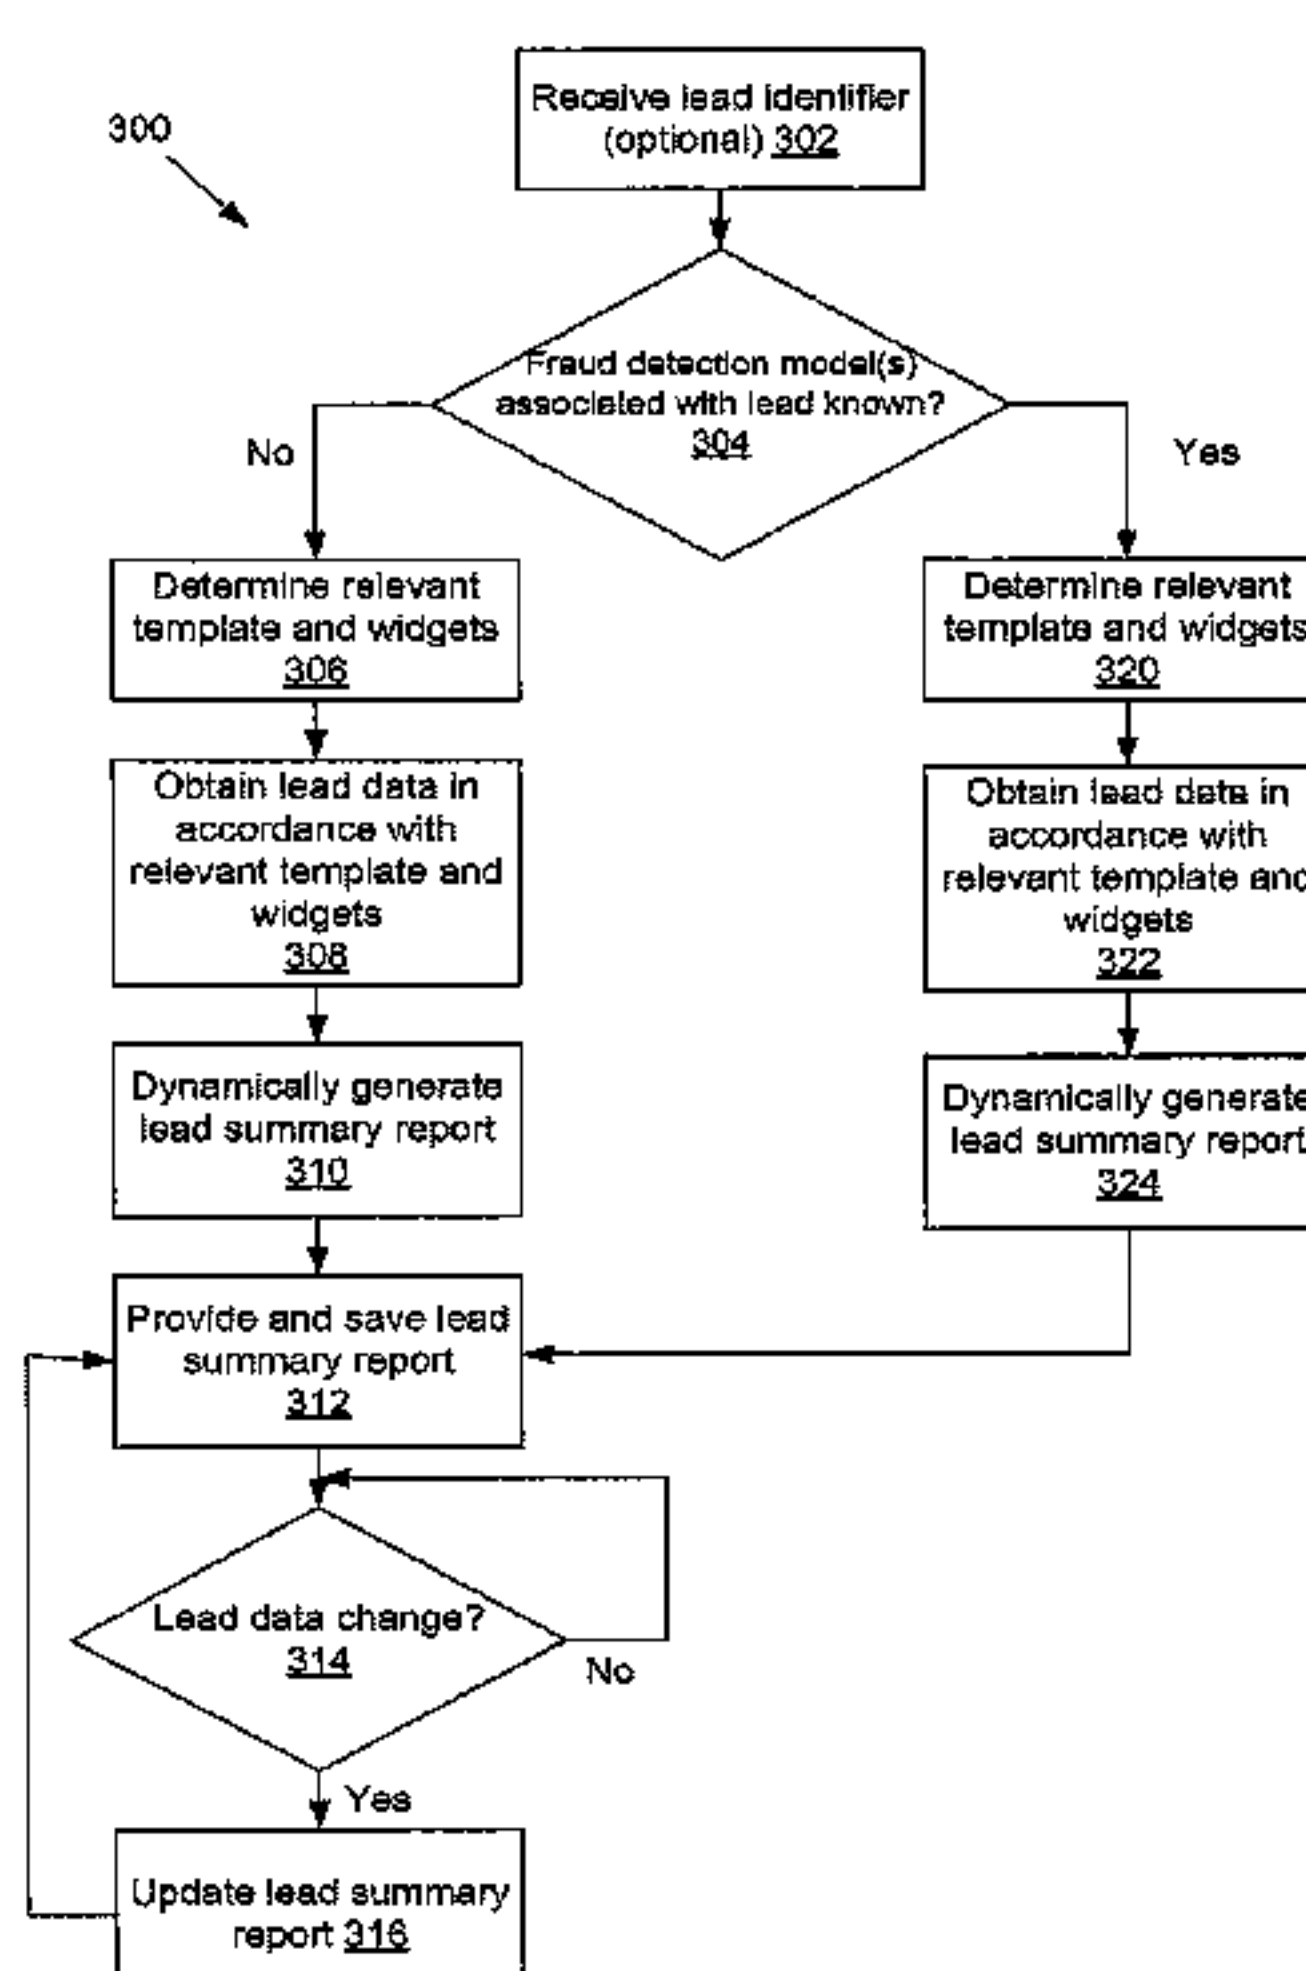 300
Receive lead identifier
(optional) 302
Fraud detection model(s)
associated with lead known?
304
No
Yes
Determine relevant
template and widgets
306
Obtain lead data in
accordance with
relevant template and
widgets
308
Dynamically generate
lead summary report
310
Determine relevant
template and widgets
320
Obtain lead data in
accordance with
relevant template and
widgets
322
Dynamically generate
lead summary report
324
Provide and save lead
summary report
312
Lead data change?
314
No
Yes
Update lead summary
report 316